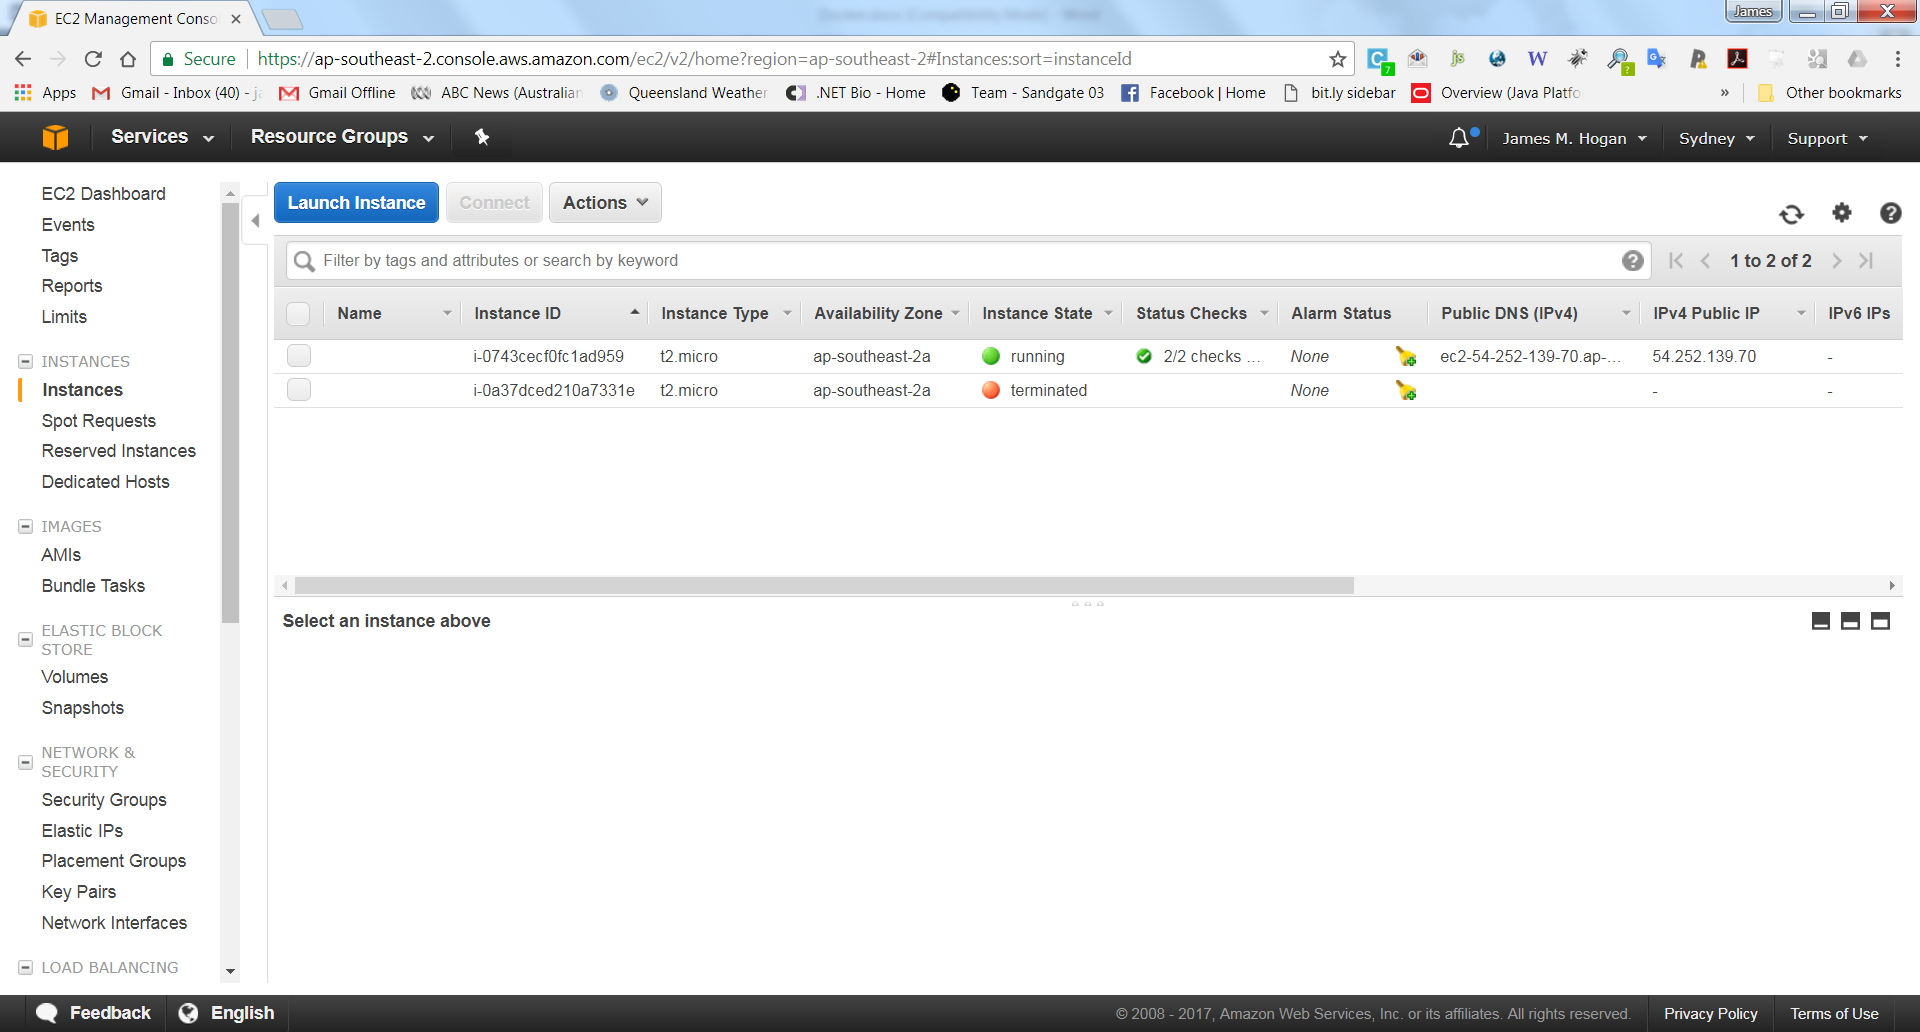 EC2 Management Conso
James
Secure
https://ap-southeast-2.console.aws.amazon.com/ec2/v2/home?region=ap-southeast-2#Instances:sort=instanceId
Apps
Gmail - Inbox (40) - ja
Gmail Offline
ABC News (Australian
Queensland Weather
.NET Bio - Home
Team - Sandgate 03
Facebook | Home
bit.ly sidebar
Overview (Java Platfo
»
Other bookmarks
Services
Resource Groups
James M. Hogan
Sydney
Support
EC2 Dashboard
Events
Tags
Reports
Limits
INSTANCES
Instances
Spot Requests
Reserved Instances
Dedicated Hosts
IMAGES
AMIs
Bundle Tasks
ELASTIC BLOCK
STORE
Volumes
Snapshots
NETWORK &
SECURITY
Security Groups
Elastic IPs
Placement Groups
Key Pairs
Network Interfaces
LOAD BALANCING
Launch Instance Connect Actions
Filter by tags and attributes or search by keyword
1 to 2 of 2
Name Instance ID Instance Type Availability Zone Instance State Status Checks Alarm Status Public DNS (IPv4) IPv4 Public IP IPv6 IPs
i-0743cecf0fc1ad959 t2.micro ap-southeast-2a running 2/2 checks ... None ec2-54-252-139-70.ap-... 54.252.139.70 -
i-0a37dced210a7331e t2.micro ap-southeast-2a terminated None - -
Select an instance above
Feedback English © 2008 - 2017, Amazon Web Services, Inc. or its affiliates. All rights reserved. Privacy Policy Terms of Use